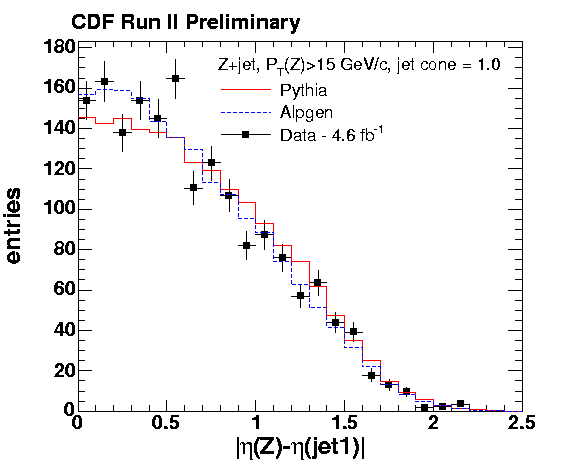 CDF Run II Preliminary
180
160
140
120
100
80
60
40
20
0
entries
Z+jet, P_T(Z)>15 GeV/c, jet cone = 1.0
Pythia
Alpgen
Data - 4.6 fb⁻¹
0 0.5 1 1.5 2 2.5
|η(Z)-η(jet1)|